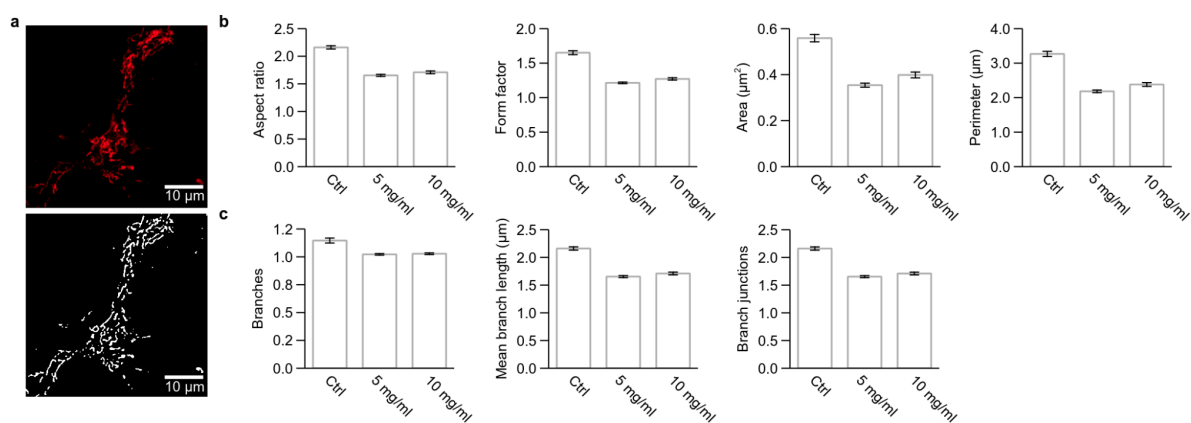 a
10 μm
10 μm
b
Aspect ratio
2.5
2.0
1.5
1.0
0.5
0.0
Ctrl
5 mg/ml
10 mg/ml
Form factor
2.0
1.5
1.0
0.5
0.0
Ctrl
5 mg/ml
10 mg/ml
Area (μm²)
0.6
0.4
0.2
0.0
Ctrl
5 mg/ml
10 mg/ml
Perimeter (μm)
4.0
3.0
2.0
1.0
0.0
Ctrl
5 mg/ml
10 mg/ml
c
Branches
1.2
1.0
0.8
0.5
0.2
0.0
Ctrl
5 mg/ml
10 mg/ml
Mean branch length (μm)
2.5
2.0
1.5
1.0
0.5
0.0
Ctrl
5 mg/ml
10 mg/ml
Branch junctions
2.5
2.0
1.5
1.0
0.5
0.0
Ctrl
5 mg/ml
10 mg/ml